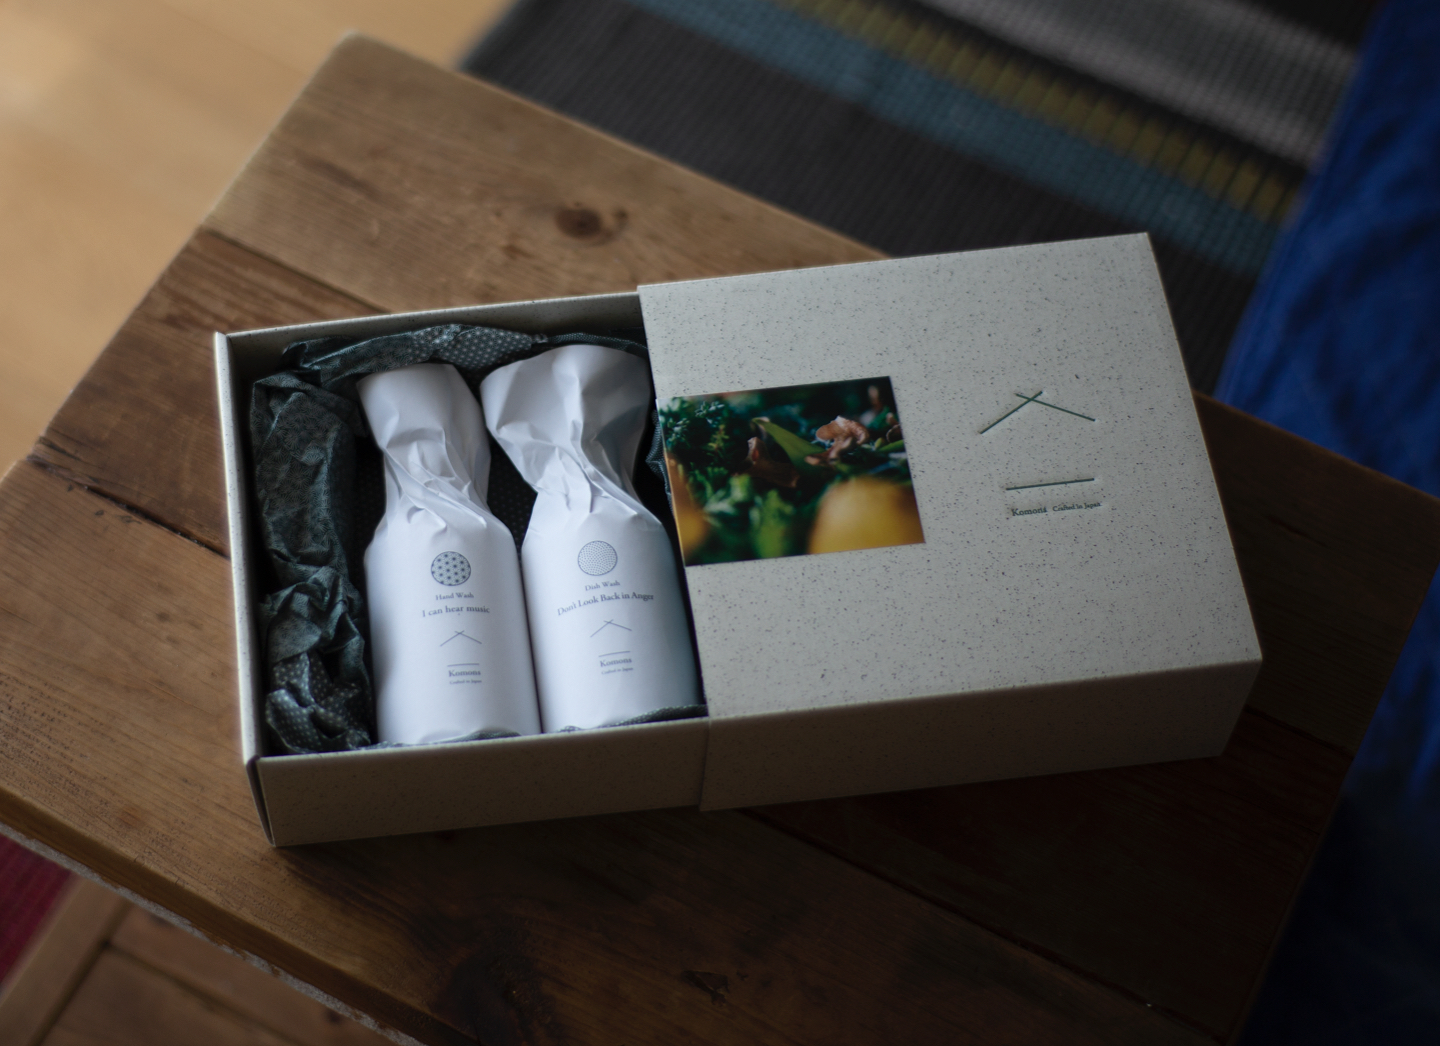 Hand Wash
I can hear music
Komons
Crafted in Japan
Dish Wash
Don't Look Back in Anger
Komons
Crafted in Japan
Komons Crafted in Japan